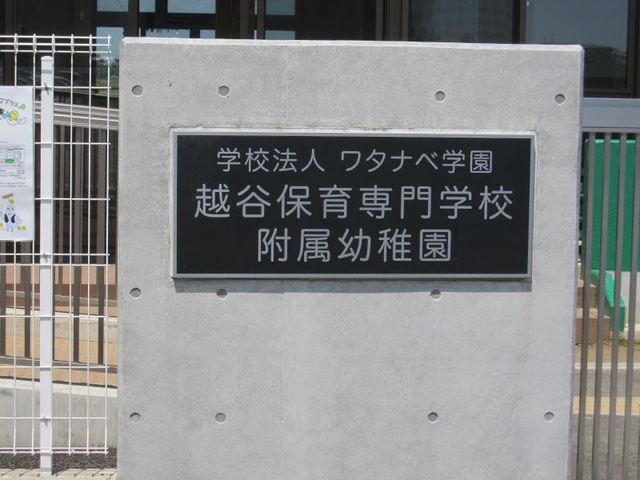 学校法人 ワタナベ学園
越谷保育専門学校
附属幼稚園